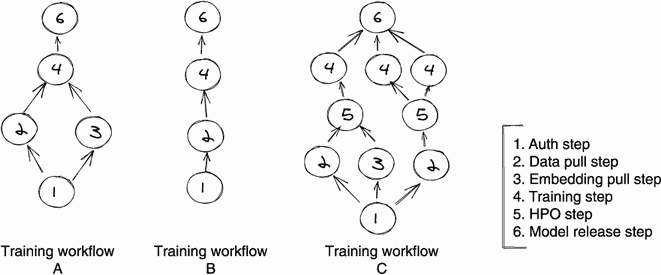 6
4
2 3
1
Training workflow
A
6
4
2
1
Training workflow
B
6
4 4 4
5 5
2 3 2
1
Training workflow
C
1. Auth step
2. Data pull step
3. Embedding pull step
4. Training step
5. HPO step
6. Model release step